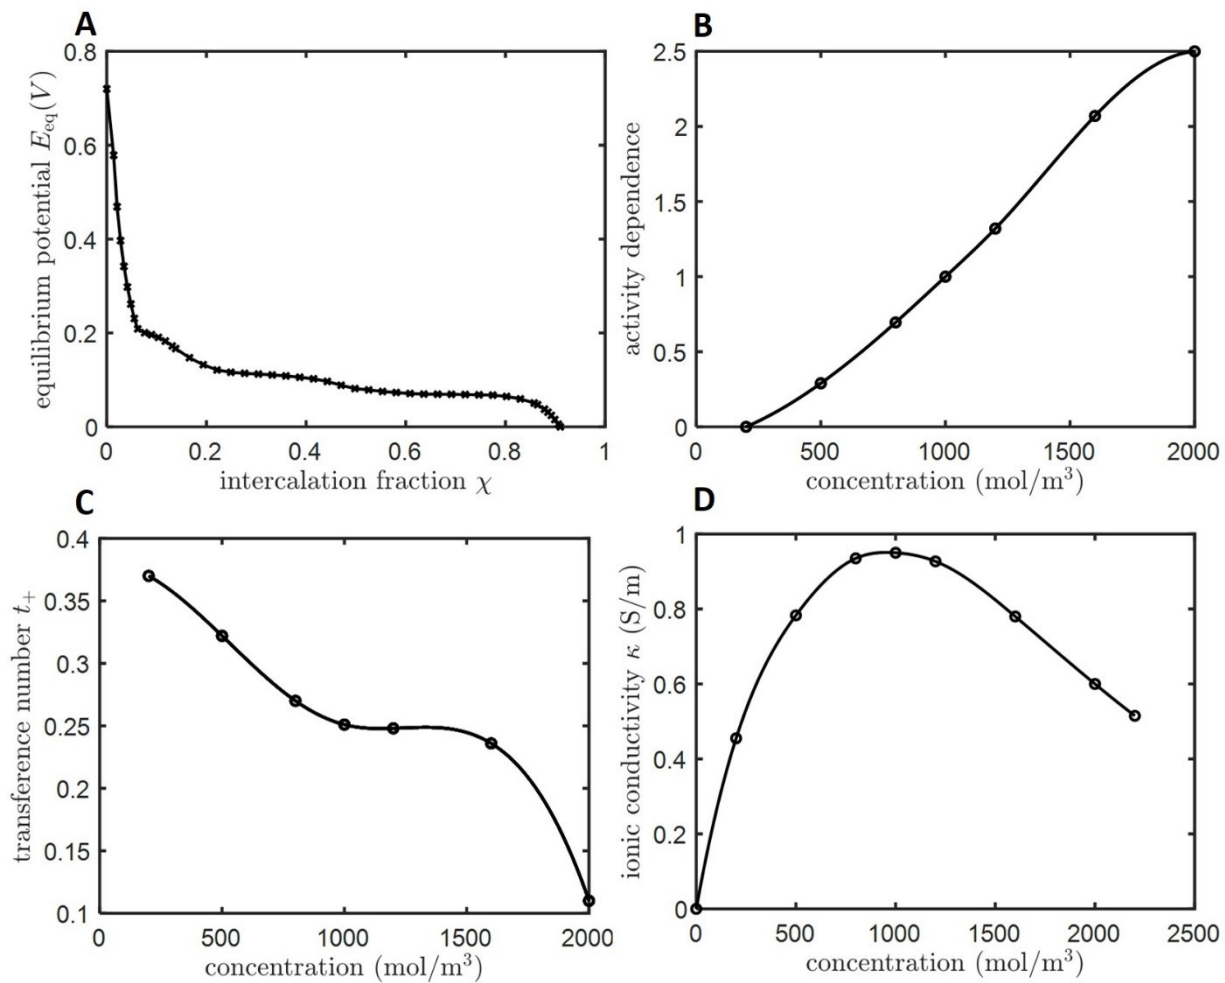 A
equilibrium potential E_eq(V)
0.8
0.6
0.4
0.2
0
0 0.2 0.4 0.6 0.8 1
intercalation fraction χ
B
activity dependence
2.5
2
1.5
1
0.5
0
0 500 1000 1500 2000
concentration (mol/m³)
C
transference number t₊
0.4
0.35
0.3
0.25
0.2
0.15
0.1
0 500 1000 1500 2000
concentration (mol/m³)
D
ionic conductivity κ (S/m)
1
0.8
0.6
0.4
0.2
0
0 500 1000 1500 2000 2500
concentration (mol/m³)